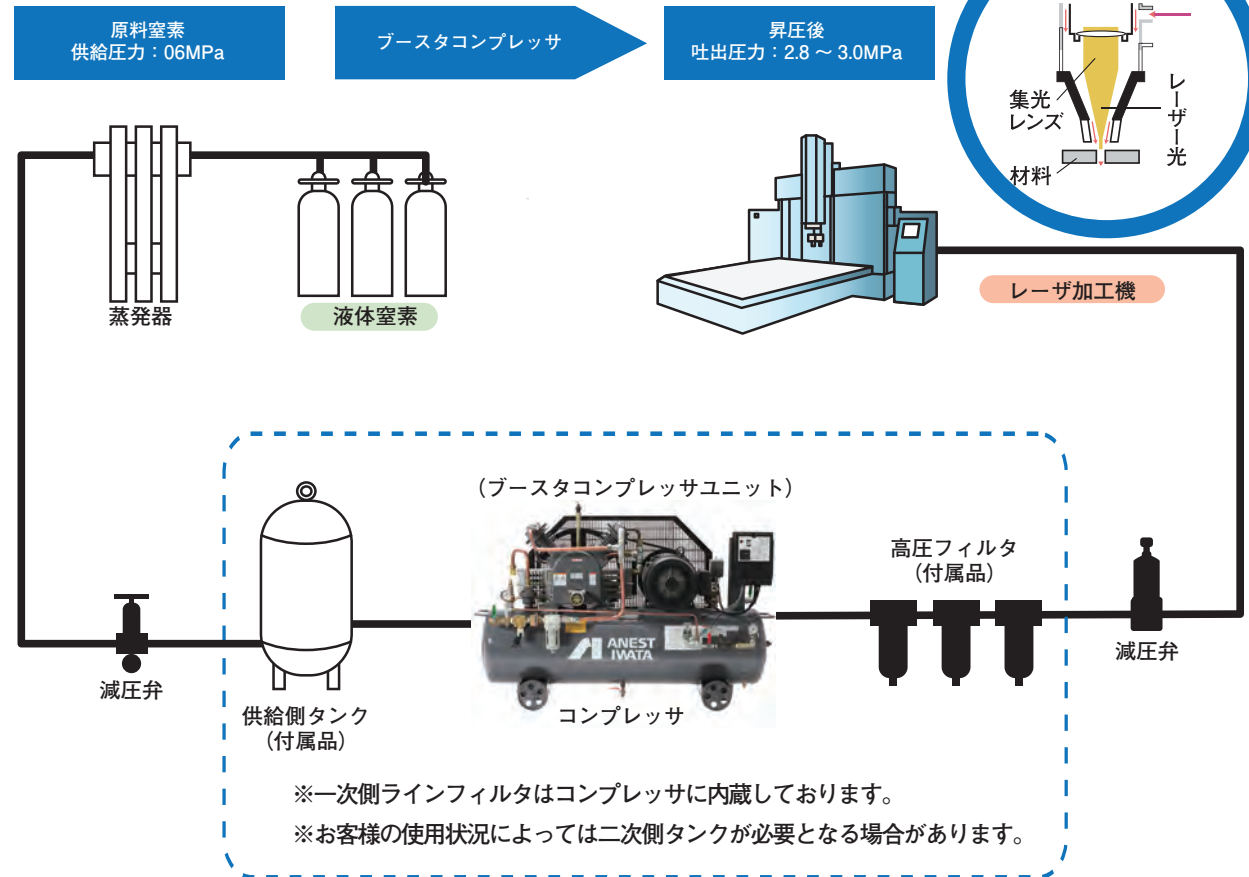 原料窒素
供給圧力：06MPa
ブースタコンプレッサ
昇圧後
吐出圧力：2.8 ～ 3.0MPa
集光
レンズ
レーザー光
材料
蒸発器
液体窒素
レーザ加工機
（ブースタコンプレッサユニット）
高圧フィルタ
（付属品）
ANEST
IWATA
減圧弁
減圧弁
供給側タンク
（付属品）
コンプレッサ
※一次側ラインフィルタはコンプレッサに内蔵しております。
※お客様の使用状況によっては二次側タンクが必要となる場合があります。